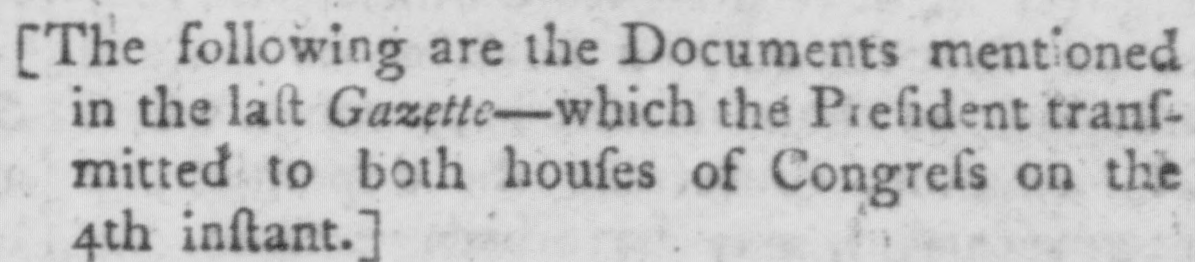 [The following are the Documents mentioned
in the laſt Gazette—which the Preſident tranſ-
mitted to both houſes of Congreſs on the
4th inſtant.]